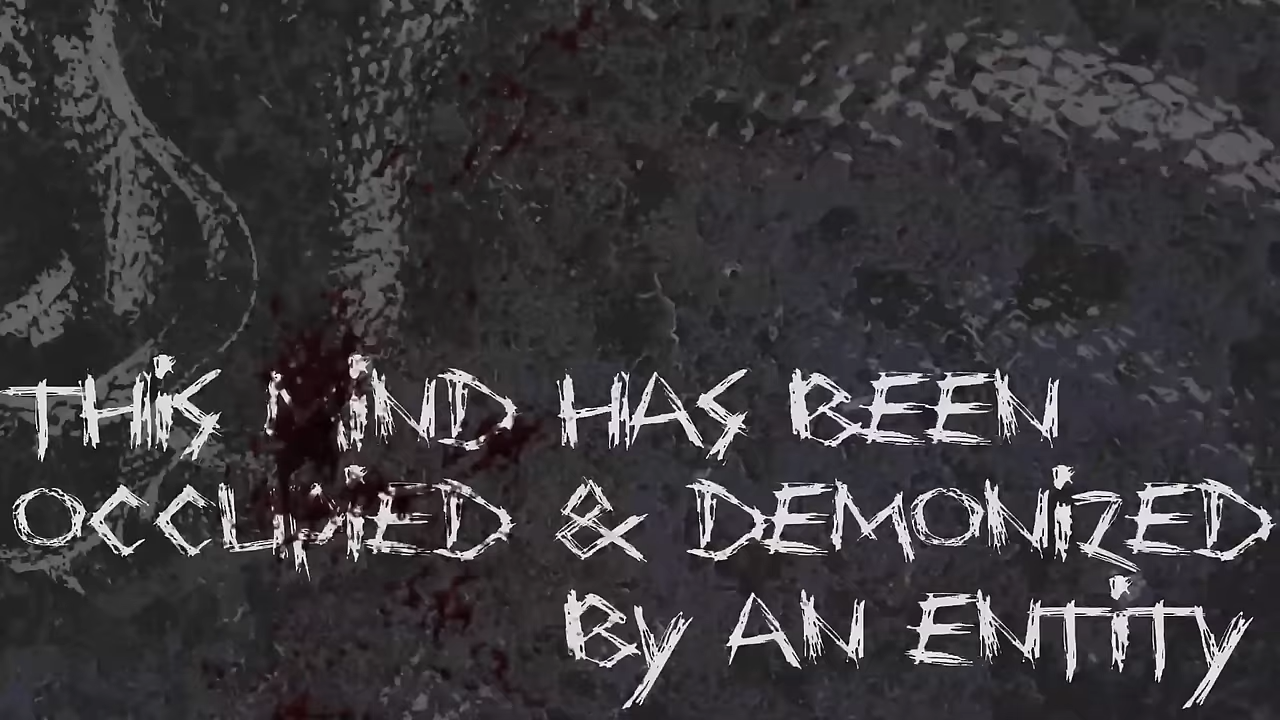 THiS MiND HAS BEEN
OCCUPiED & DEMONiZED
By AN ENTiTy